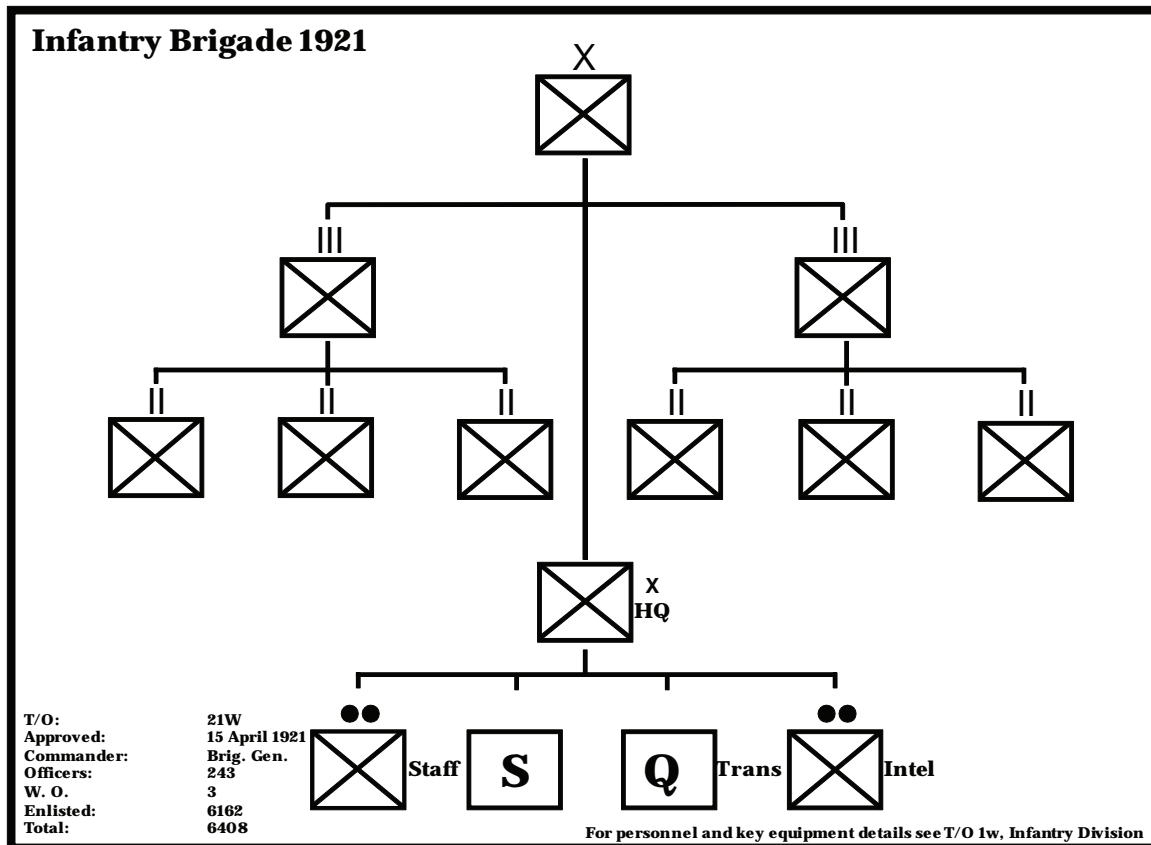 Infantry Brigade 1921
X
III
III
II
II
II
II
II
II
X
HQ
Staff
S
Q
Trans
Intel
T/O: 21W
Approved: 15 April 1921
Commander: Brig. Gen.
Officers: 243
W. O. 3
Enlisted: 6162
Total: 6408
For personnel and key equipment details see T/O 1w, Infantry Division